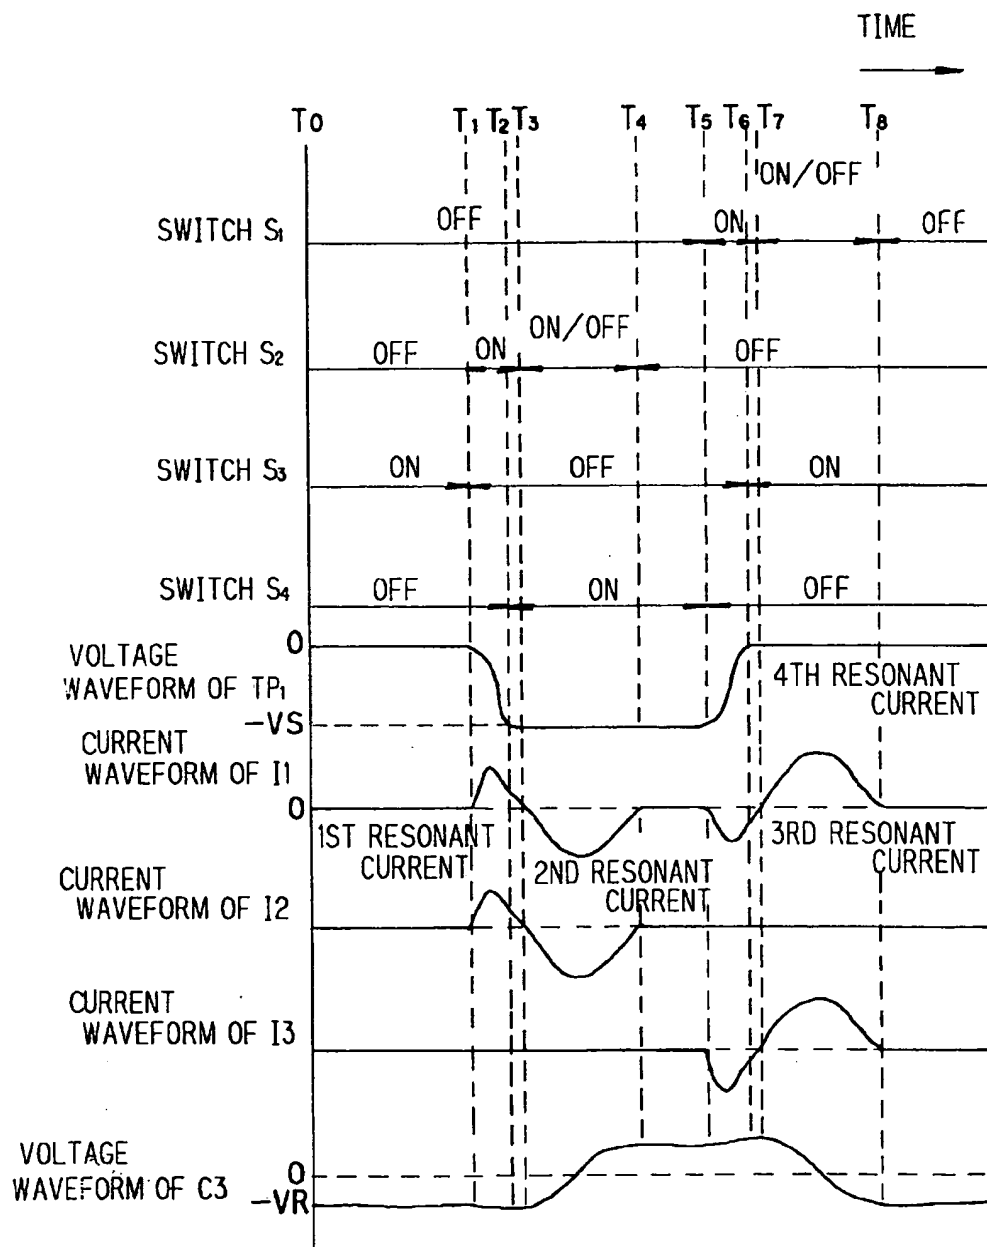 TIME
T0 T1 T2 T3 T4 T5 T6 T7 T8
ON/OFF
SWITCH S1 OFF ON OFF
ON/OFF
SWITCH S2 OFF ON OFF
SWITCH S3 ON OFF ON
SWITCH S4 OFF ON OFF
0
VOLTAGE
WAVEFORM OF TP1
-VS
4TH RESONANT
CURRENT
CURRENT
WAVEFORM OF I1
0
1ST RESONANT
CURRENT
2ND RESONANT
CURRENT
3RD RESONANT
CURRENT
CURRENT
WAVEFORM OF I2
CURRENT
WAVEFORM OF I3
VOLTAGE
WAVEFORM OF C3
0
-VR